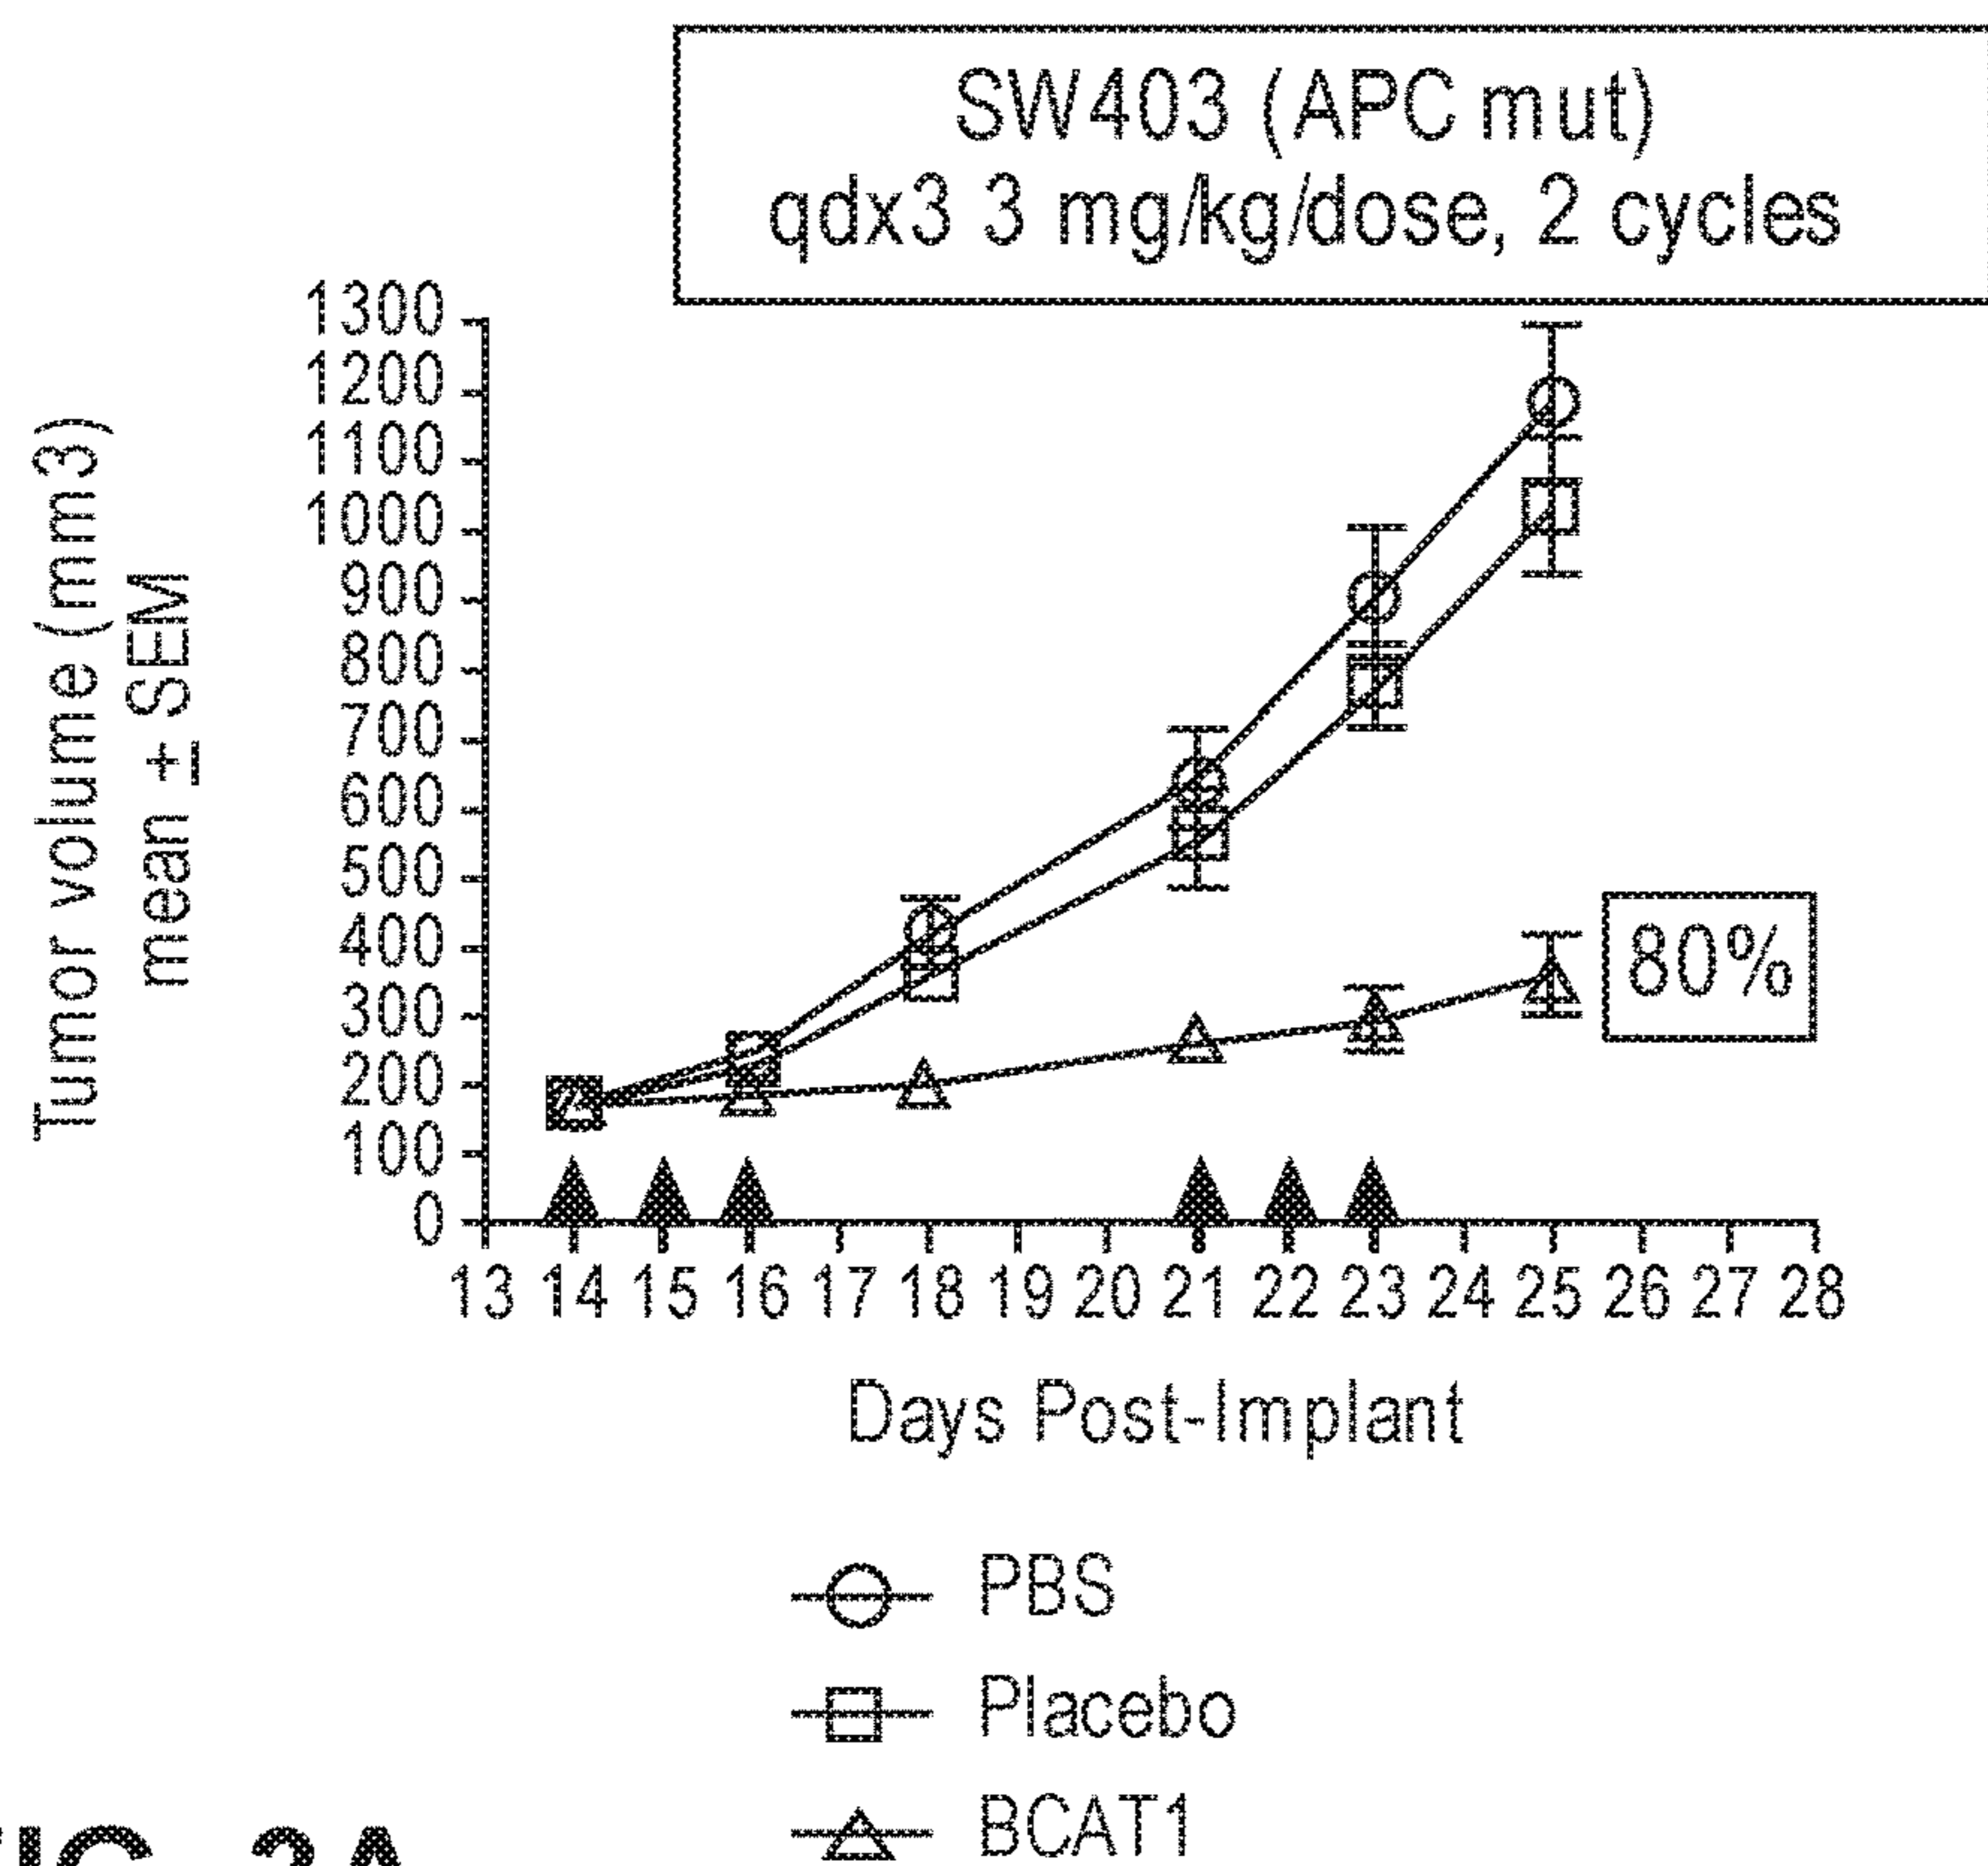 SW403 (APC mut)
qdx3 3 mg/kg/dose, 2 cycles
Tumor volume (mm3)
mean ± SEM
1300
1200
1100
1000
900
800
700
600
500
400
300
200
100
0
80%
13 14 15 16 17 18 19 20 21 22 23 24 25 26 27 28
Days Post-Implant
PBS
Placebo
BCAT1